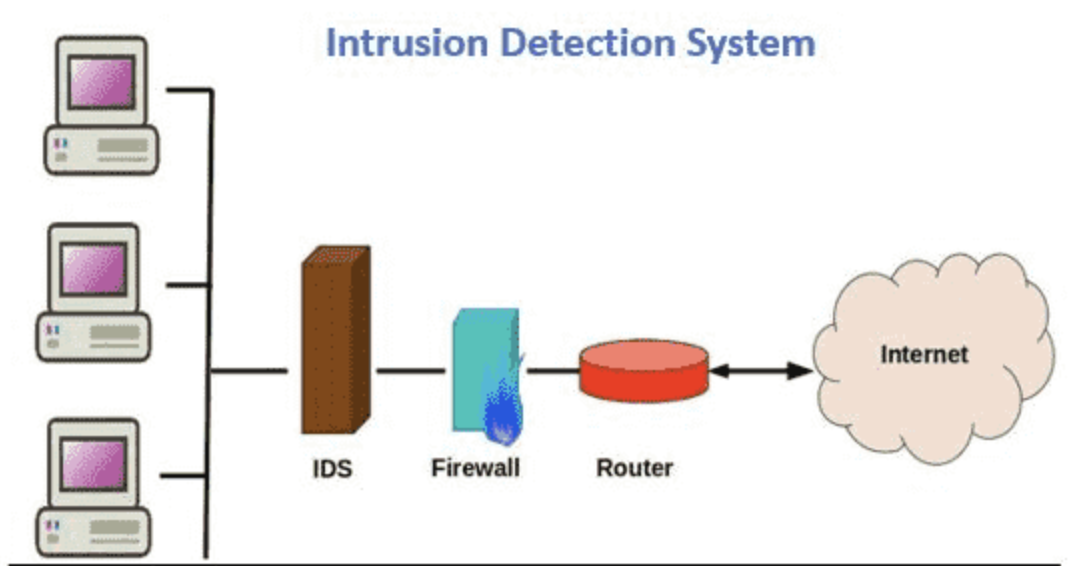 Intrusion Detection System
Internet
IDS
Firewall
Router